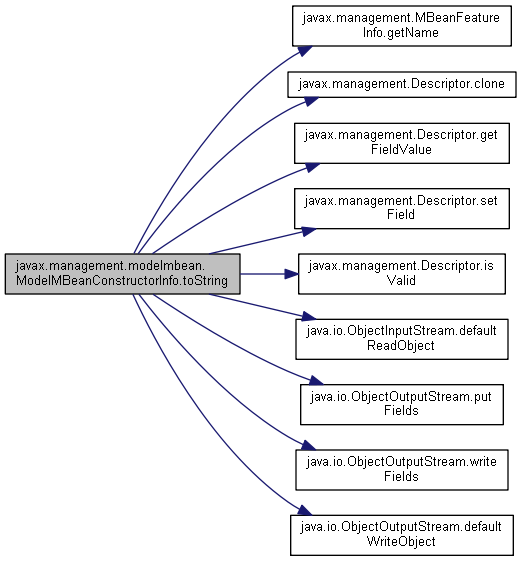 javax.management.MBeanFeature
Info.getName
javax.management.Descriptor.clone
javax.management.Descriptor.get
FieldValue
javax.management.Descriptor.set
Field
javax.management.modelmbean.
ModelMBeanConstructorInfo.toString
javax.management.Descriptor.is
Valid
java.io.ObjectInputStream.default
ReadObject
java.io.ObjectOutputStream.put
Fields
java.io.ObjectOutputStream.write
Fields
java.io.ObjectOutputStream.default
WriteObject